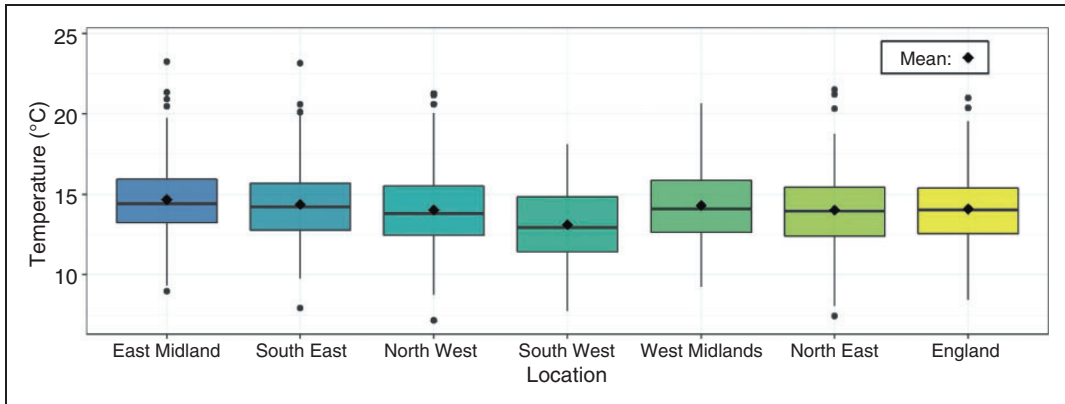 25
20
15
10
Temperature (°C)
Mean:
East Midland South East North West South West West Midlands North East England
Location